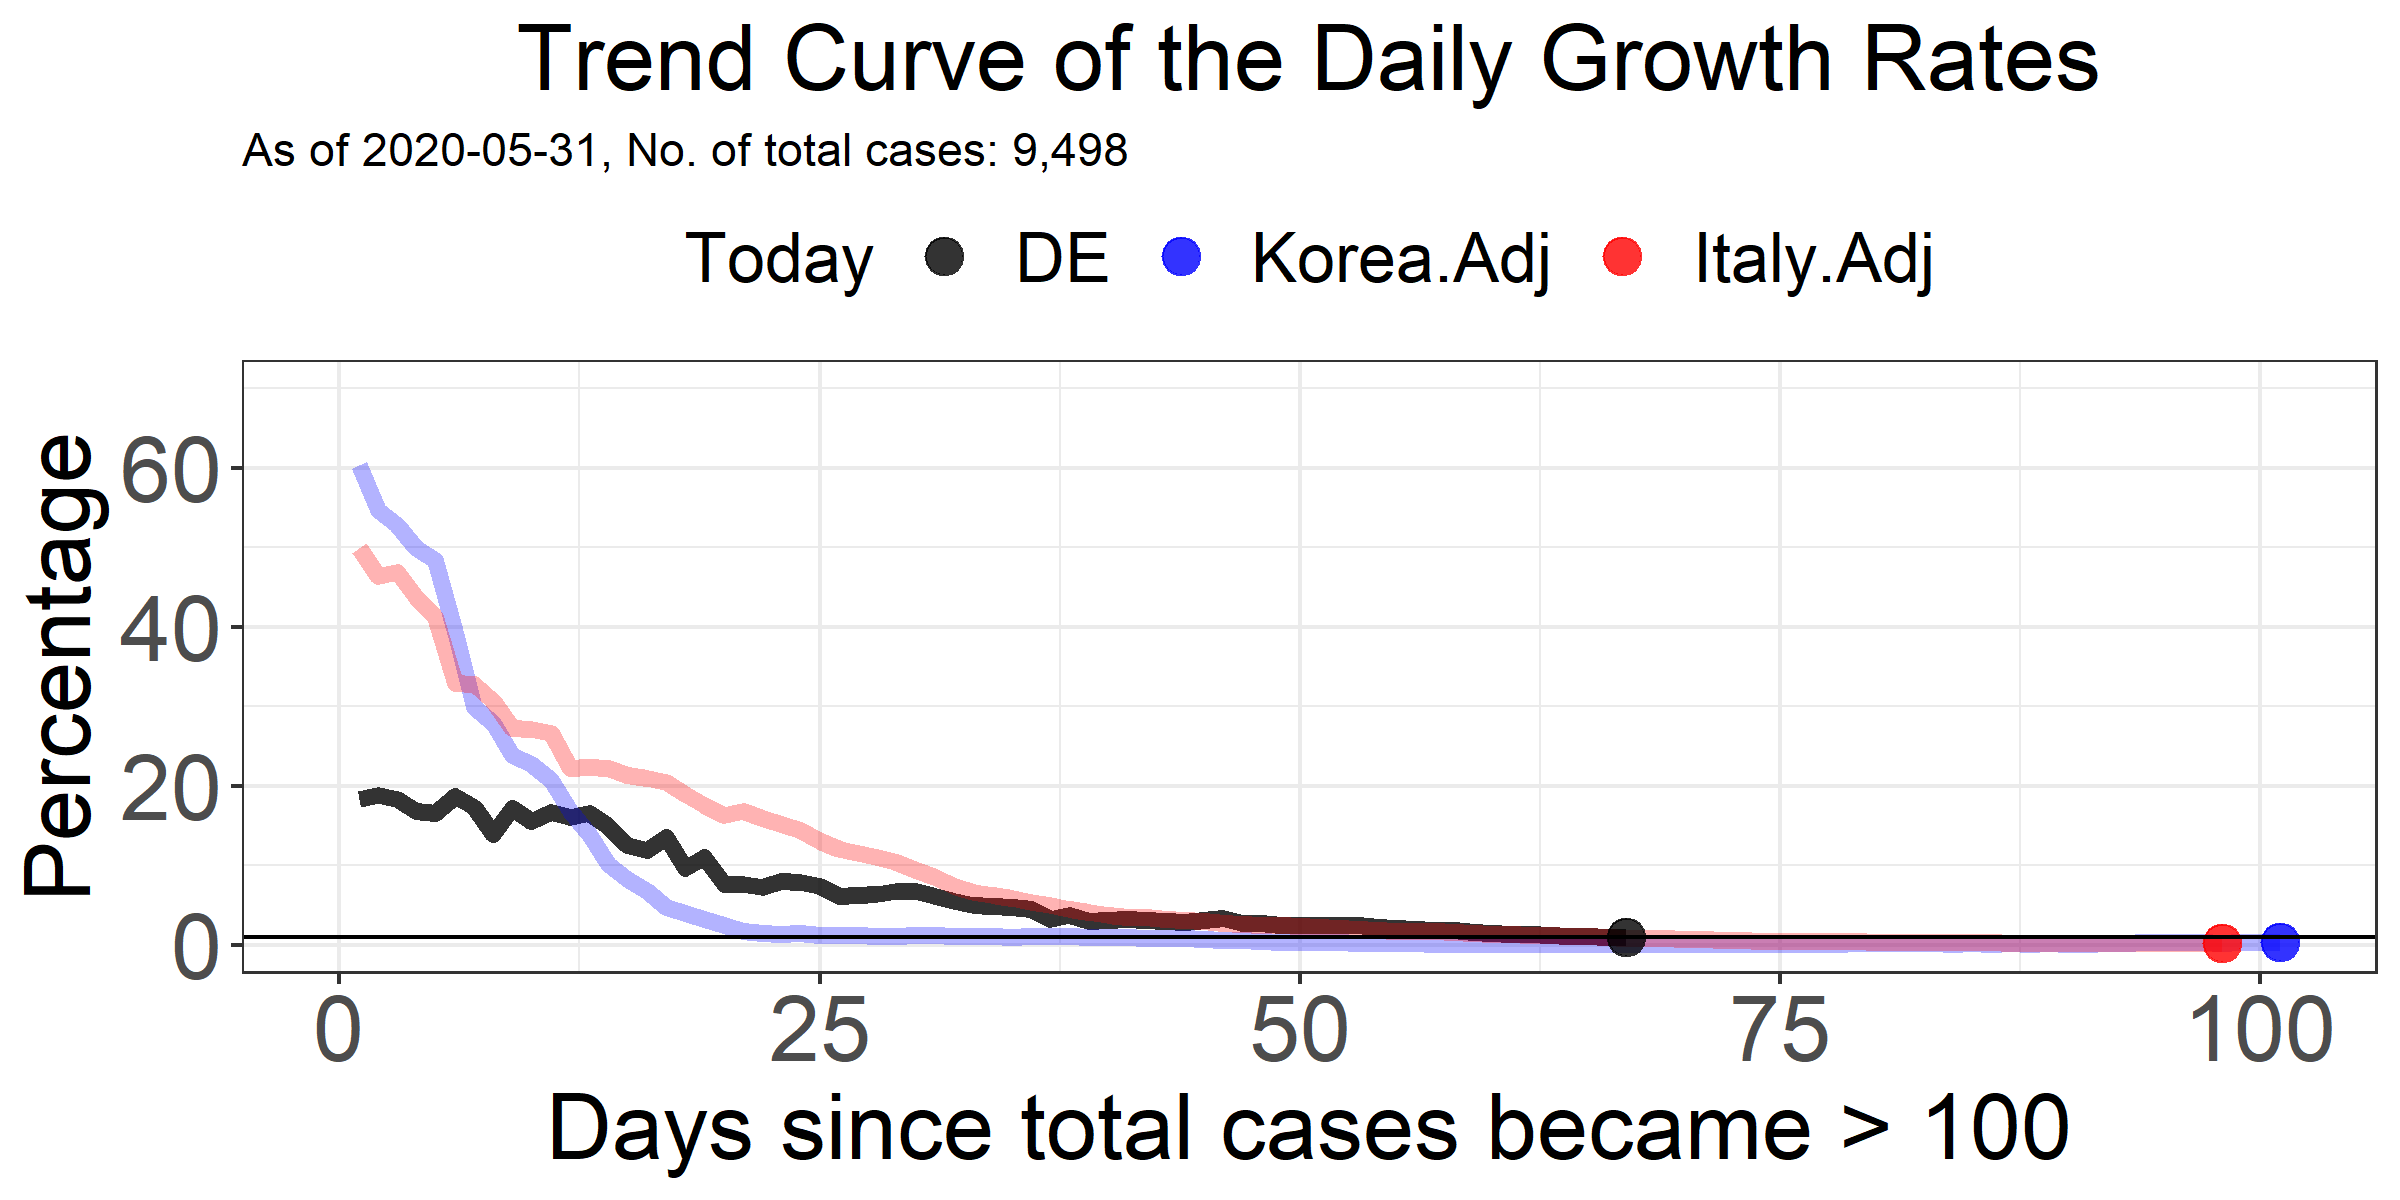 Trend Curve of the Daily Growth Rates
As of 2020-05-31, No. of total cases: 9,498
Today DE Korea.Adj Italy.Adj
Percentage
60
40
20
0
0 25 50 75 100
Days since total cases became > 100